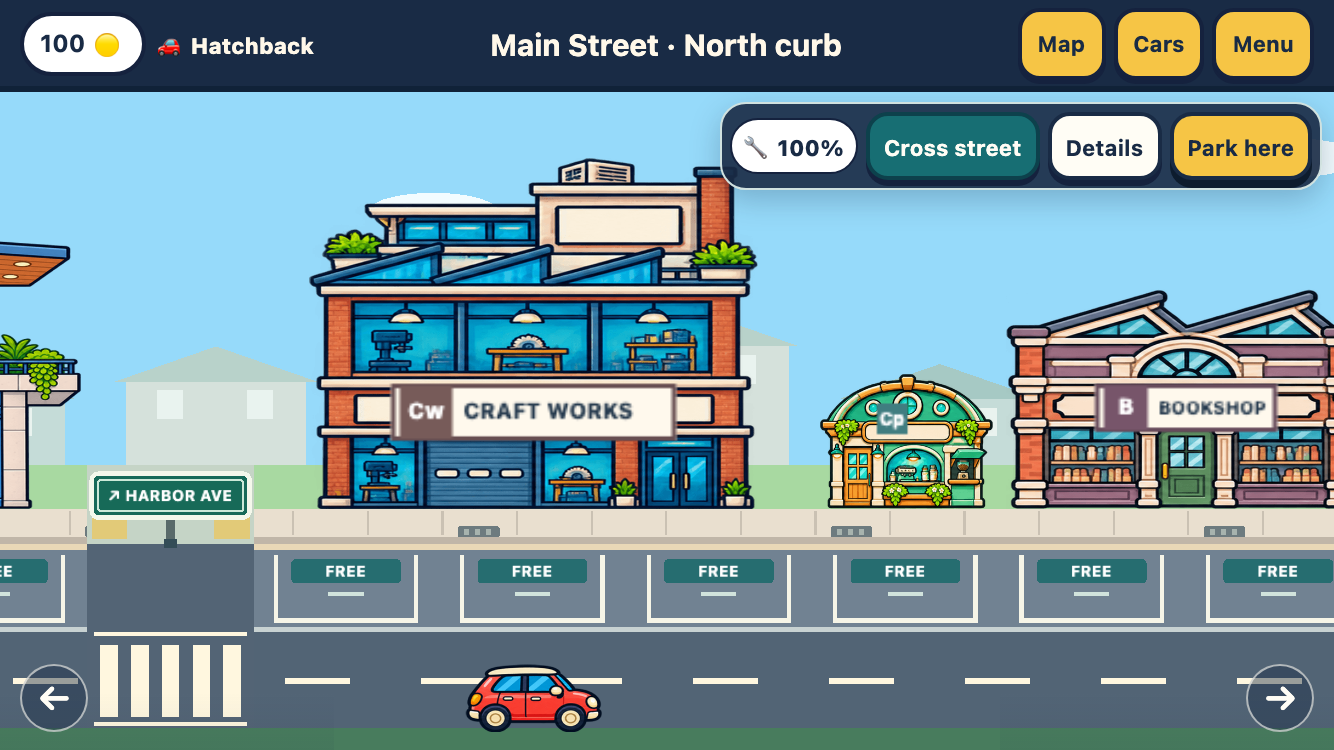 100
Hatchback
Main Street · North curb
Map
Cars
Menu
100%
Cross street
Details
Park here
Cw CRAFT WORKS
Cp
B BOOKSHOP
↗ HARBOR AVE
EE
FREE
FREE
FREE
FREE
FREE
FREE